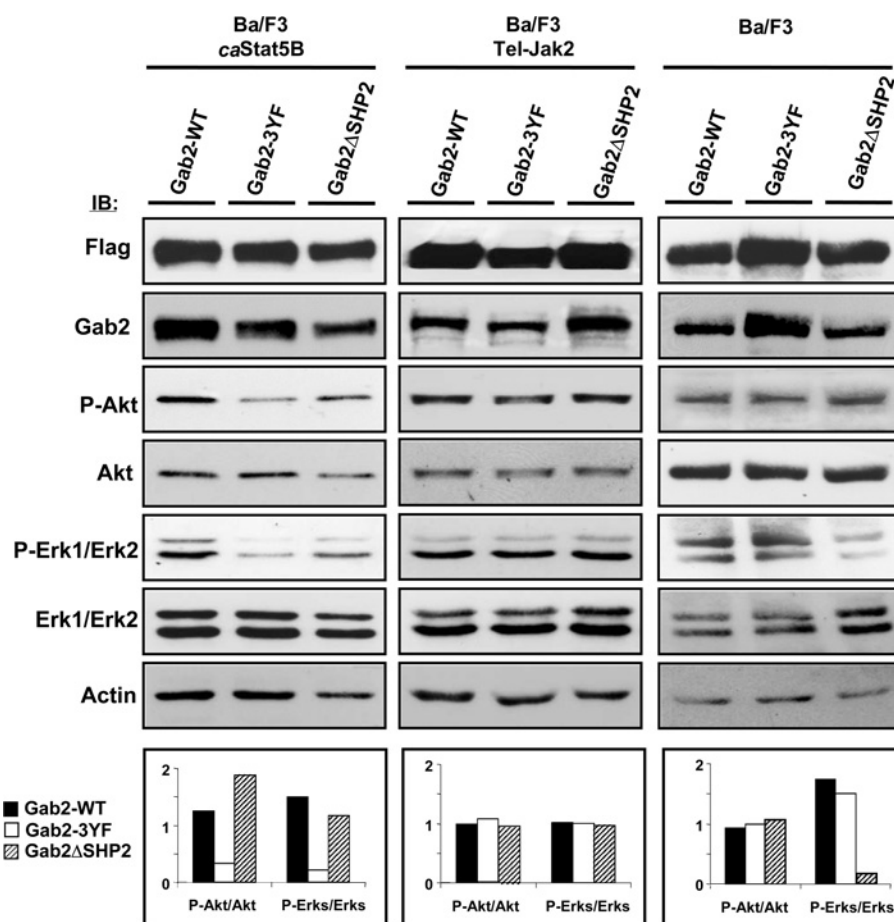 Ba/F3
caStat5B
Ba/F3
Tel-Jak2
Ba/F3
Gab2-WT
Gab2-3YF
Gab2ΔSHP2
Gab2-WT
Gab2-3YF
Gab2ΔSHP2
Gab2-WT
Gab2-3YF
Gab2ΔSHP2
IB:
Flag
Gab2
P-Akt
Akt
P-Erk1/Erk2
Erk1/Erk2
Actin
Gab2-WT
Gab2-3YF
Gab2ΔSHP2
2
1
0
P-Akt/Akt P-Erks/Erks
2
1
0
P-Akt/Akt P-Erks/Erks
2
1
0
P-Akt/Akt P-Erks/Erks